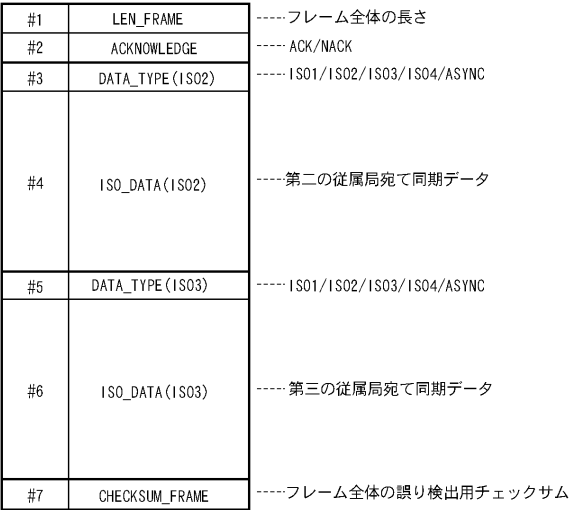 #1 LEN_FRAME -----フレーム全体の長さ
#2 ACKNOWLEDGE -----ACK/NACK
#3 DATA_TYPE(ISO2) -----ISO1/ISO2/ISO3/ISO4/ASYNC
#4 ISO_DATA(ISO2) -----第二の従属局宛て同期データ
#5 DATA_TYPE(ISO3) -----ISO1/ISO2/ISO3/ISO4/ASYNC
#6 ISO_DATA(ISO3) -----第三の従属局宛て同期データ
#7 CHECKSUM_FRAME -----フレーム全体の誤り検出用チェックサム